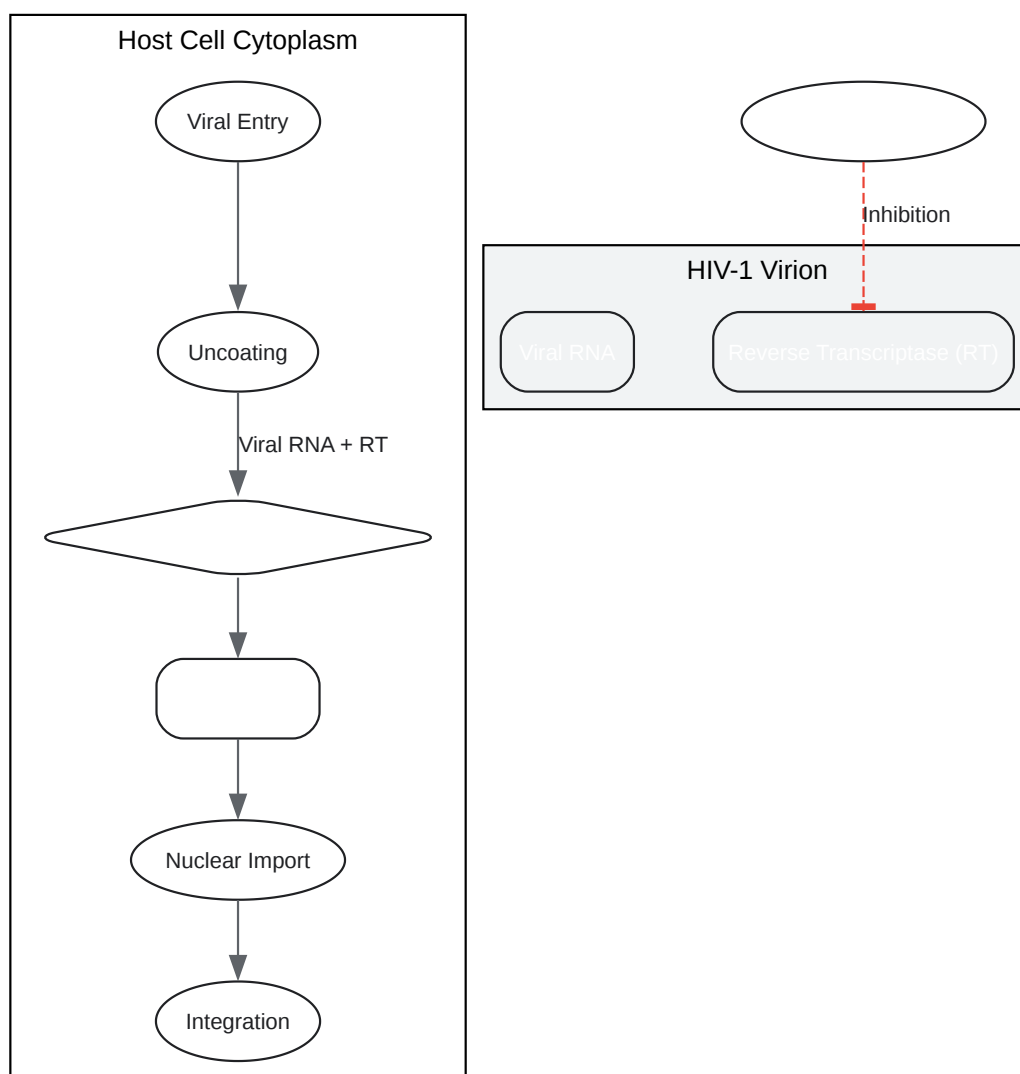 Host Cell Cytoplasm
Viral Entry
Uncoating
Viral RNA + RT
Nuclear Import
Integration
Inhibition
HIV-1 Virion
Viral RNA
Reverse Transcriptase (RT)